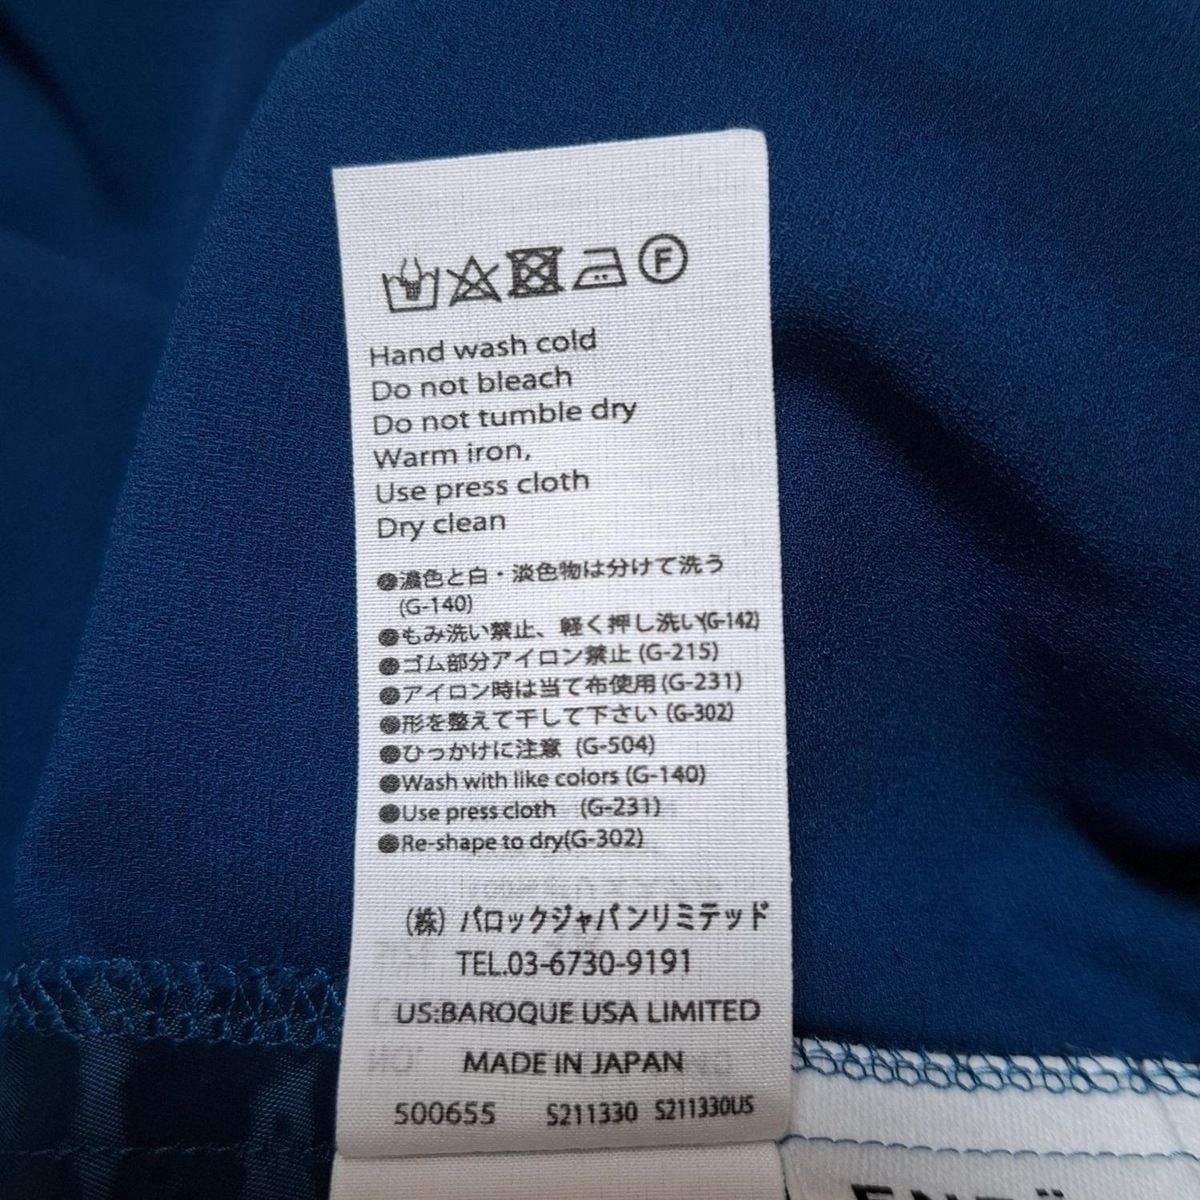 F
Hand wash cold
Do not bleach
Do not tumble dry
Warm iron,
Use press cloth
Dry clean
●濃色と白・淡色物は分けて洗う
(G-140)
●もみ洗い禁止、軽く押し洗い(G-142)
●ゴム部分アイロン禁止 (G-215)
●アイロン時は当て布使用 (G-231)
●形を整えて干して下さい (G-302)
●ひっかけに注意 (G-504)
●Wash with like colors (G-140)
●Use press cloth (G-231)
●Re-shape to dry(G-302)
(株) バロックジャパンリミテッド
TEL.03-6730-9191
US:BAROQUE USA LIMITED
MADE IN JAPAN
500655 S211330 S211330US